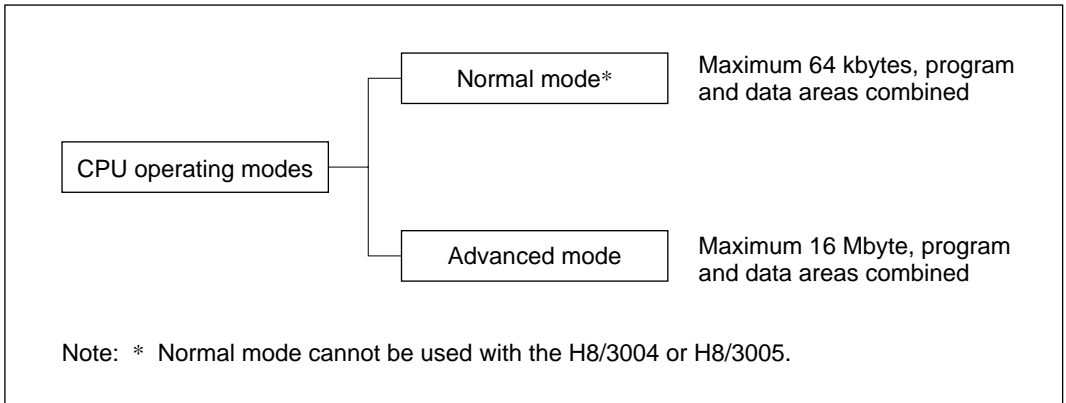 Normal mode*
Maximum 64 kbytes, program
and data areas combined
CPU operating modes
Advanced mode
Maximum 16 Mbyte, program
and data areas combined
Note: * Normal mode cannot be used with the H8/3004 or H8/3005.